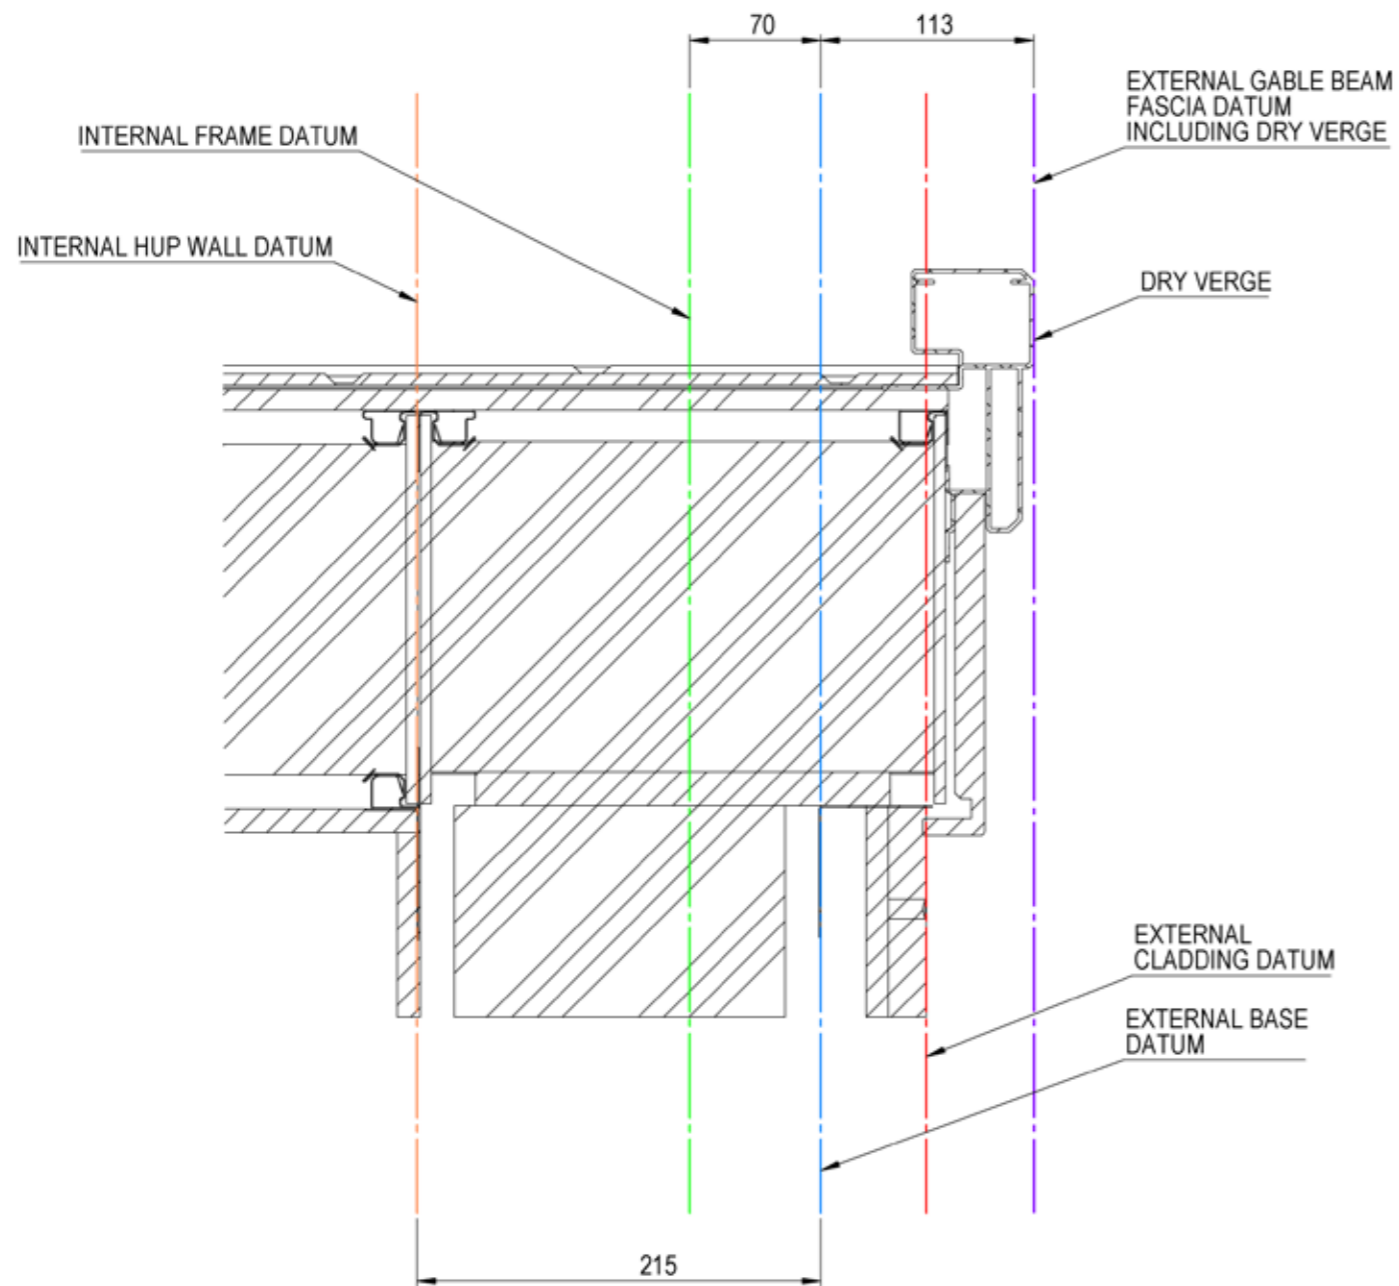 70
113
EXTERNAL GABLE BEAM
FASCIA DATUM
INCLUDING DRY VERGE
INTERNAL FRAME DATUM
INTERNAL HUP WALL DATUM
DRY VERGE
EXTERNAL
CLADDING DATUM
EXTERNAL BASE
DATUM
215